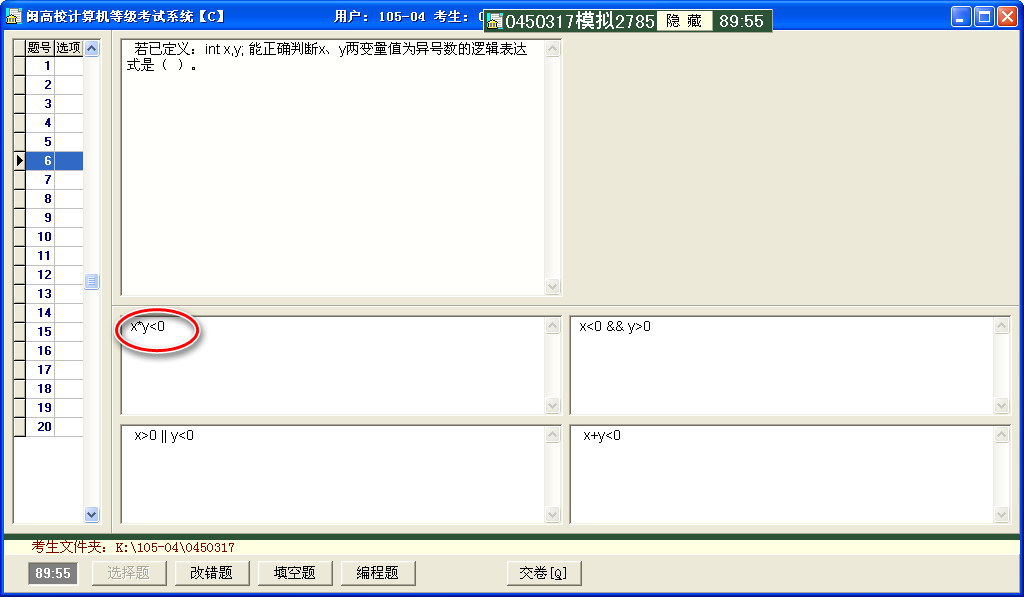 闽高校计算机等级考试系统【C】
用户: 105-04 考生:
0450317模拟2785 隐 藏 89:55
题号 选项
1
2
3
4
5
6
7
8
9
10
11
12
13
14
15
16
17
18
19
20
若已定义：int x,y; 能正确判断x、y两变量值为异号数的逻辑表达
式是（ ）。
x*y<0
x<0 && y>0
x>0 || y<0
x+y<0
考生文件夹: K:\105-04\0450317
89:55 选择题 改错题 填空题 编程题 交卷[Q]